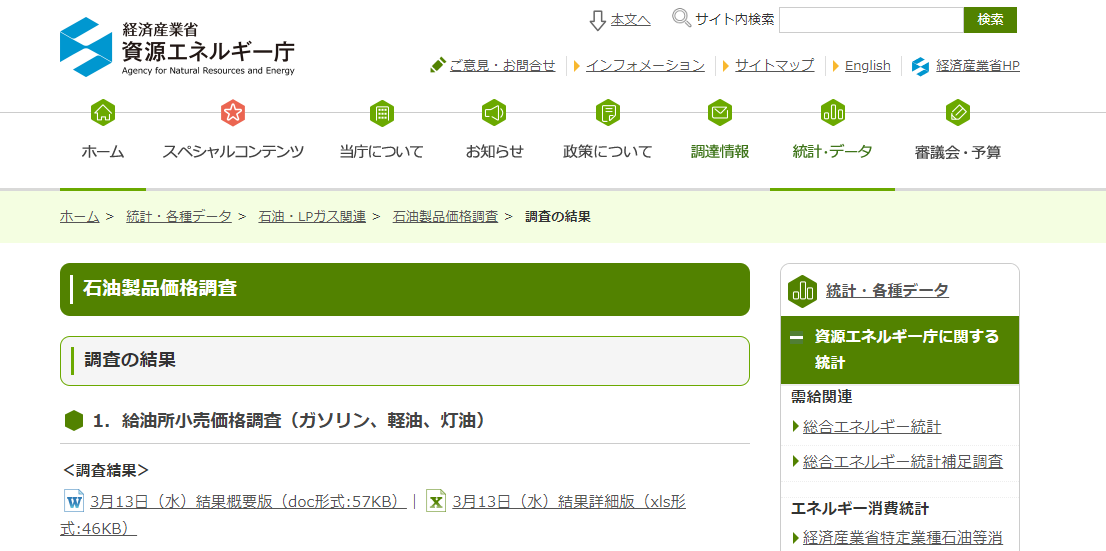 経済産業省
資源エネルギー庁
Agency for Natural Resources and Energy
本文へ
サイト内検索
検索
ご意見・お問合せ
インフォメーション
サイトマップ
English
経済産業省HP
ホーム
スペシャルコンテンツ
当庁について
お知らせ
政策について
調達情報
統計・データ
審議会・予算
ホーム > 統計・各種データ > 石油・LPガス関連 > 石油製品価格調査 > 調査の結果
石油製品価格調査
調査の結果
1．給油所小売価格調査（ガソリン、軽油、灯油）
＜調査結果＞
3月13日（水）結果概要版（doc形式:57KB）｜ 3月13日（水）結果詳細版（xls形
式:46KB）
統計・各種データ
資源エネルギー庁に関する
統計
需給関連
総合エネルギー統計
総合エネルギー統計補足調査
エネルギー消費統計
経済産業省特定業種石油等消